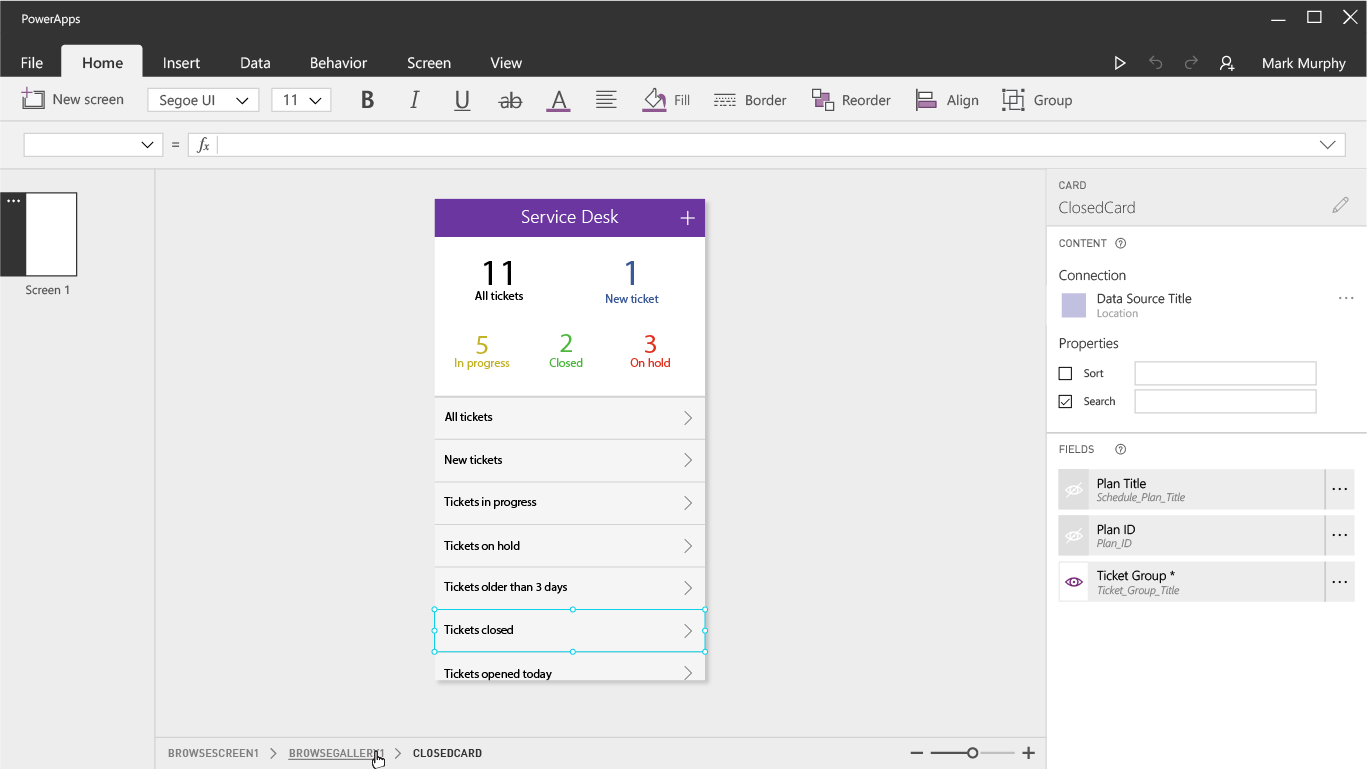 PowerApps
File Home Insert Data Behavior Screen View Mark Murphy
New screen Segoe UI 11 B I U ab A Fill Border Reorder Align Group
= fx
Screen 1
Service Desk
11
All tickets
1
New ticket
5
In progress
2
Closed
3
On hold
All tickets
New tickets
Tickets in progress
Tickets on hold
Tickets older than 3 days
Tickets closed
Tickets opened today
BROWSESCREEN1 BROWSEGALLERY1 CLOSEDCARD
CARD
ClosedCard
CONTENT
Connection
Data Source Title
Location
Properties
Sort
Search
FIELDS
Plan Title
Schedule_Plan_Title
Plan ID
Plan_ID
Ticket Group *
Ticket_Group_Title